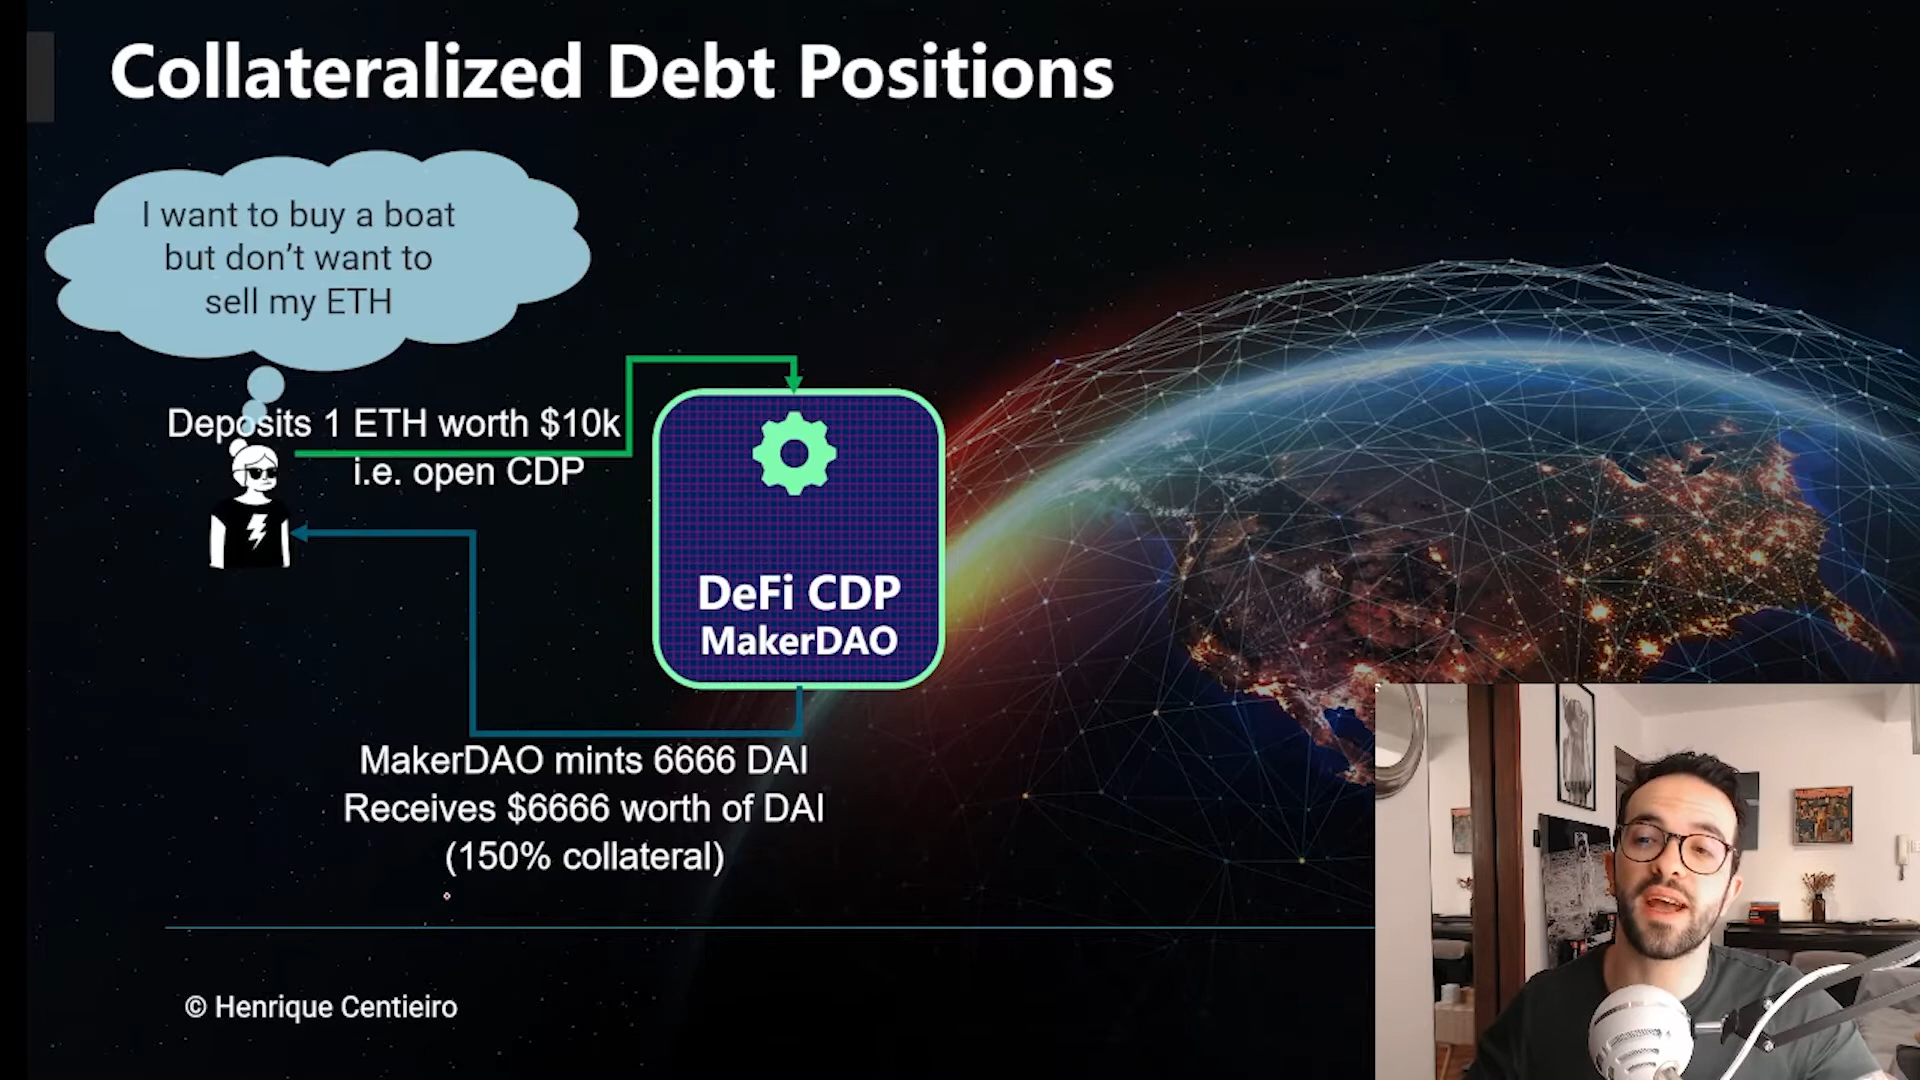 Collateralized Debt Positions
I want to buy a boat
but don't want to
sell my ETH
Deposits 1 ETH worth $10k
i.e. open CDP
DeFi CDP
MakerDAO
MakerDAO mints 6666 DAI
Receives $6666 worth of DAI
(150% collateral)
© Henrique Centieiro